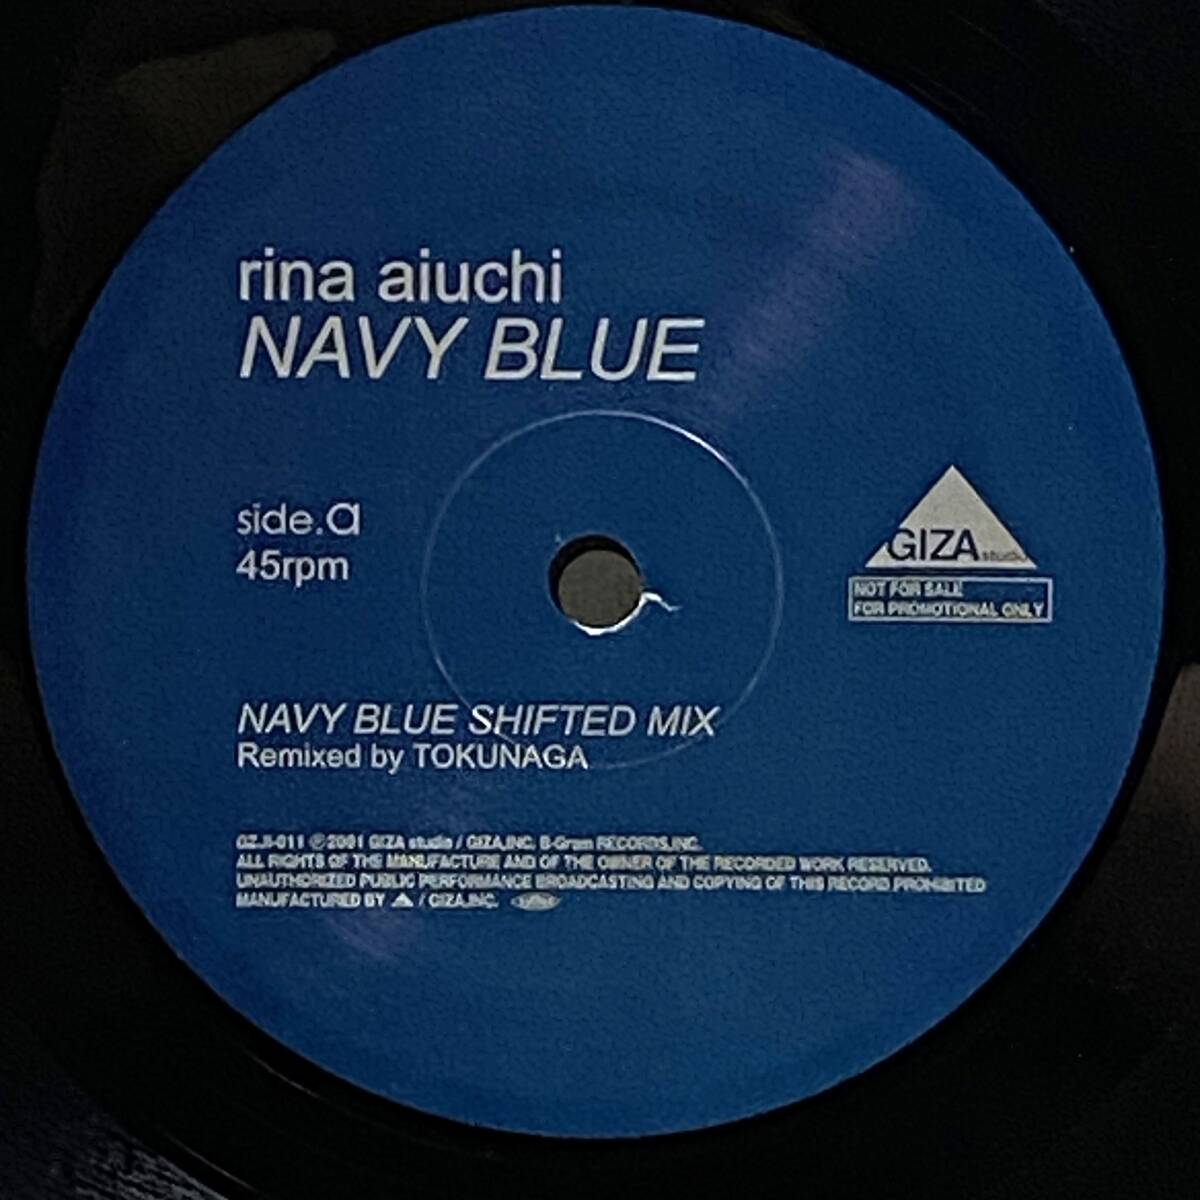 rina aiuchi
NAVY BLUE
side.a
45rpm
GIZA studio
NOT FOR SALE
FOR PROMOTIONAL ONLY
NAVY BLUE SHIFTED MIX
Remixed by TOKUNAGA
GZJI-011 ℗2001 GIZA studio / GIZA,INC. B-Gram RECORDS,INC.
ALL RIGHTS OF THE MANUFACTURE AND OF THE OWNER OF THE RECORDED WORK RESERVED.
UNAUTHORIZED PUBLIC PERFORMANCE BROADCASTING AND COPYING OF THIS RECORD PROHIBITED
MANUFACTURED BY / GIZA,INC.